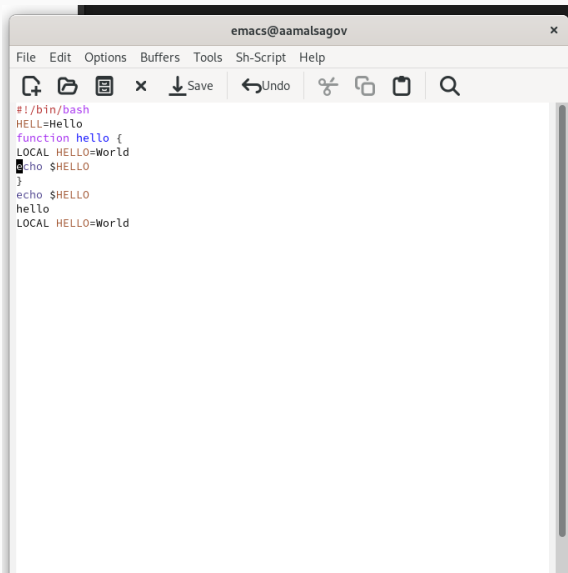 emacs@aamalsagov ×
File Edit Options Buffers Tools Sh-Script Help
Save Undo
#!/bin/bash
HELL=Hello
function hello {
LOCAL HELLO=World
echo $HELLO
}
echo $HELLO
hello
LOCAL HELLO=World